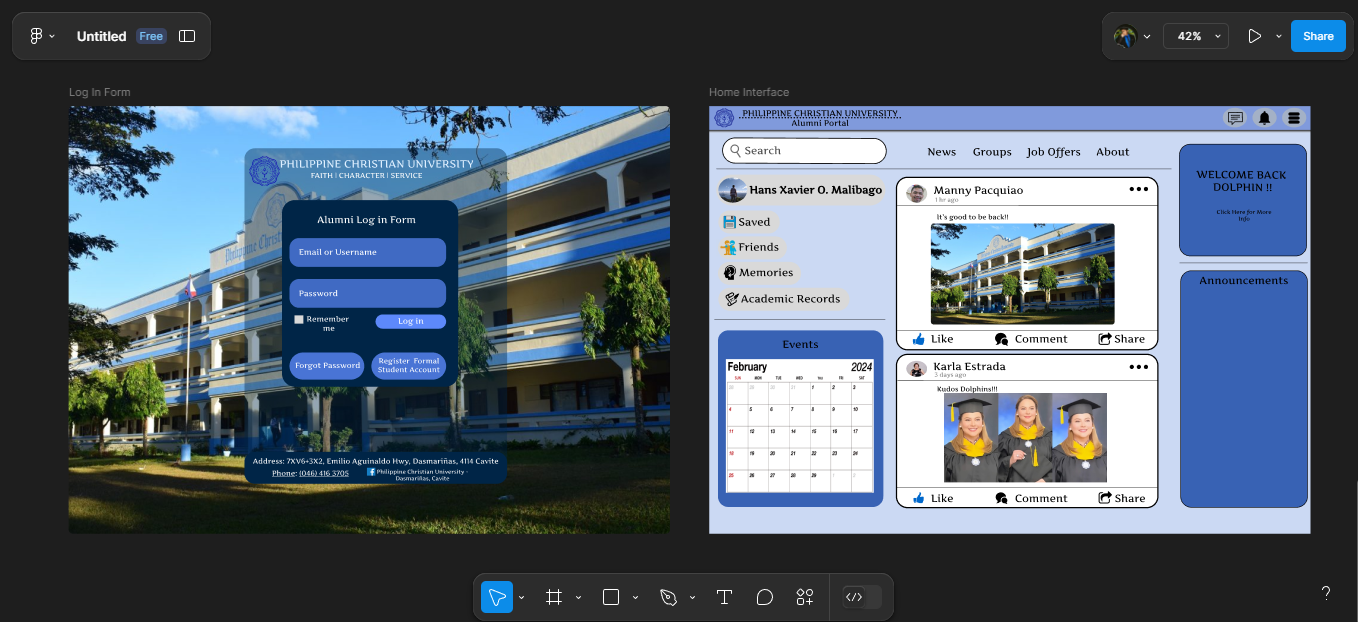 Untitled
Free
42%
Share
Log In Form
Home Interface
PHILIPPINE CHRISTIAN UNIVERSITY
FAITH | CHARACTER | SERVICE
Alumni Log in Form
Email or Username
Password
Remember
me
Log in
Forgot Password
Register Formal
Student Account
Address: 7XV6+3X2, Emilio Aguinaldo Hwy, Dasmariñas, 4114 Cavite
Phone: (046) 416 3705
Philippine Christian University -
Dasmariñas, Cavite
PHILIPPINE CHRISTIAN UNIVERSITY
Alumni Portal
Search
News Groups Job Offers About
Hans Xavier O. Malibago
Saved
Friends
Memories
Academic Records
Events
February 2024
SUN MON TUE WED THU FRI SAT
28 29 30 31 1 2 3
4 5 6 7 8 9 10
11 12 13 14 15 16 17
18 19 20 21 22 23 24
25 26 27 28 29 1 2
Manny Pacquiao
1 hr ago
It's good to be back!!
Like Comment Share
Karla Estrada
3 days ago
Kudos Dolphins!!!
Like Comment Share
WELCOME BACK
DOLPHIN !!
Click Here for More
Info
Announcements
?